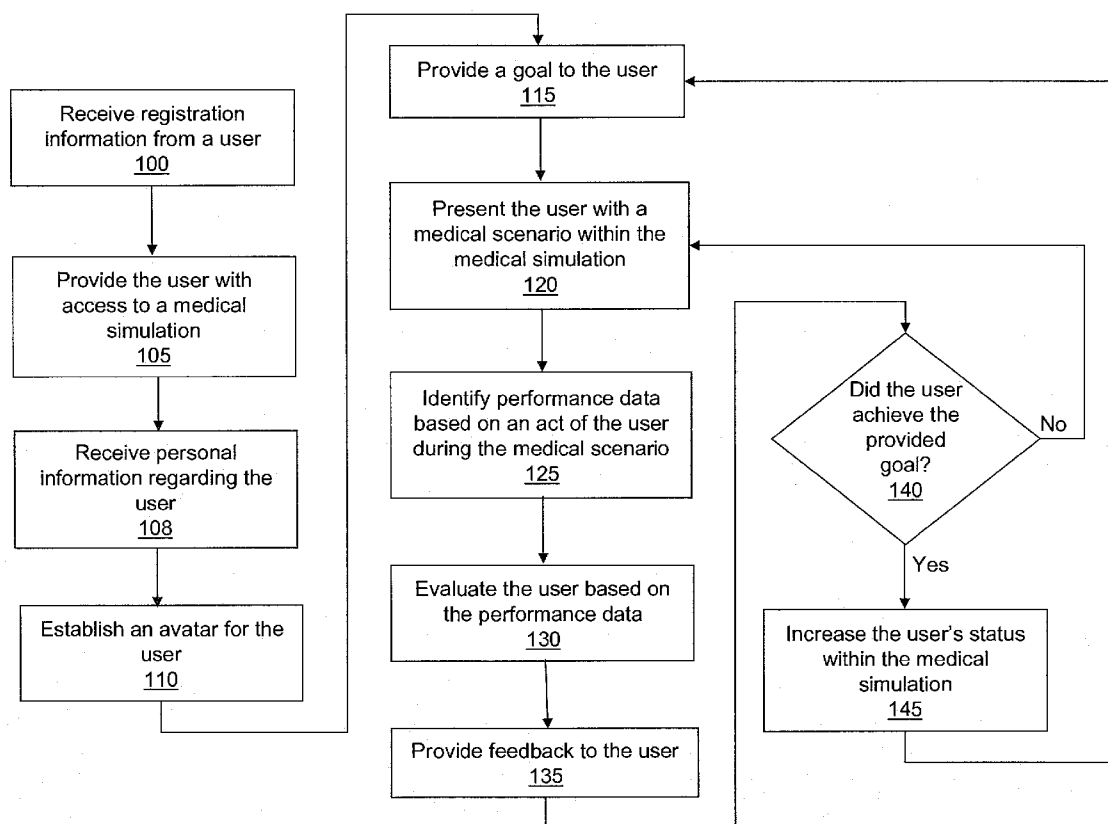 Receive registration
information from a user
100
Provide the user with
access to a medical
simulation
105
Receive personal
information regarding the
user
108
Establish an avatar for the
user
110
Provide a goal to the user
115
Present the user with a
medical scenario within the
medical simulation
120
Identify performance data
based on an act of the user
during the medical scenario
125
Evaluate the user based on
the performance data
130
Provide feedback to the user
135
Did the user
achieve the
provided
goal?
140
No
Yes
Increase the user's status
within the medical
simulation
145